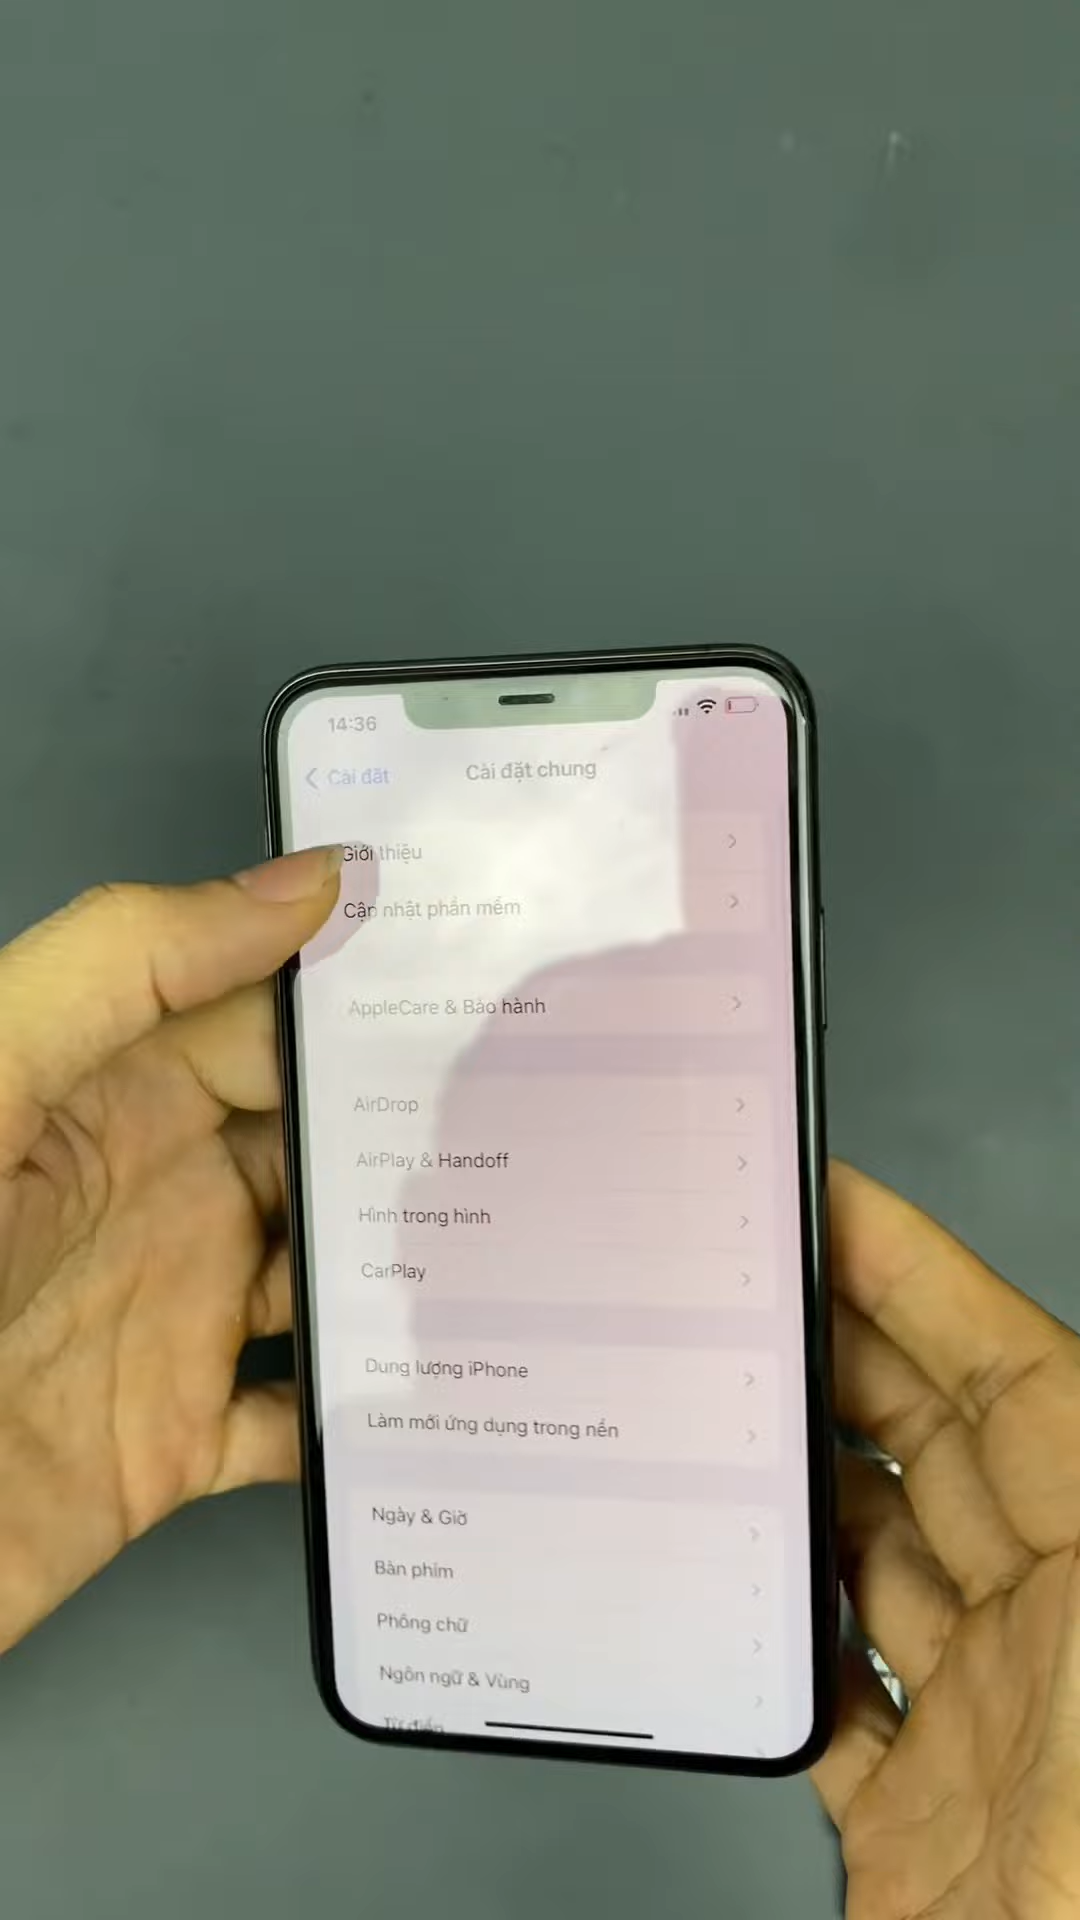 14:36
Cài đặt
Cài đặt chung
Giới thiệu
Cập nhật phần mềm
AppleCare & Bảo hành
AirDrop
AirPlay & Handoff
Hình trong hình
CarPlay
Dung lượng iPhone
Làm mới ứng dụng trong nền
Ngày & Giờ
Bàn phím
Phông chữ
Ngôn ngữ & Vùng
Từ điển